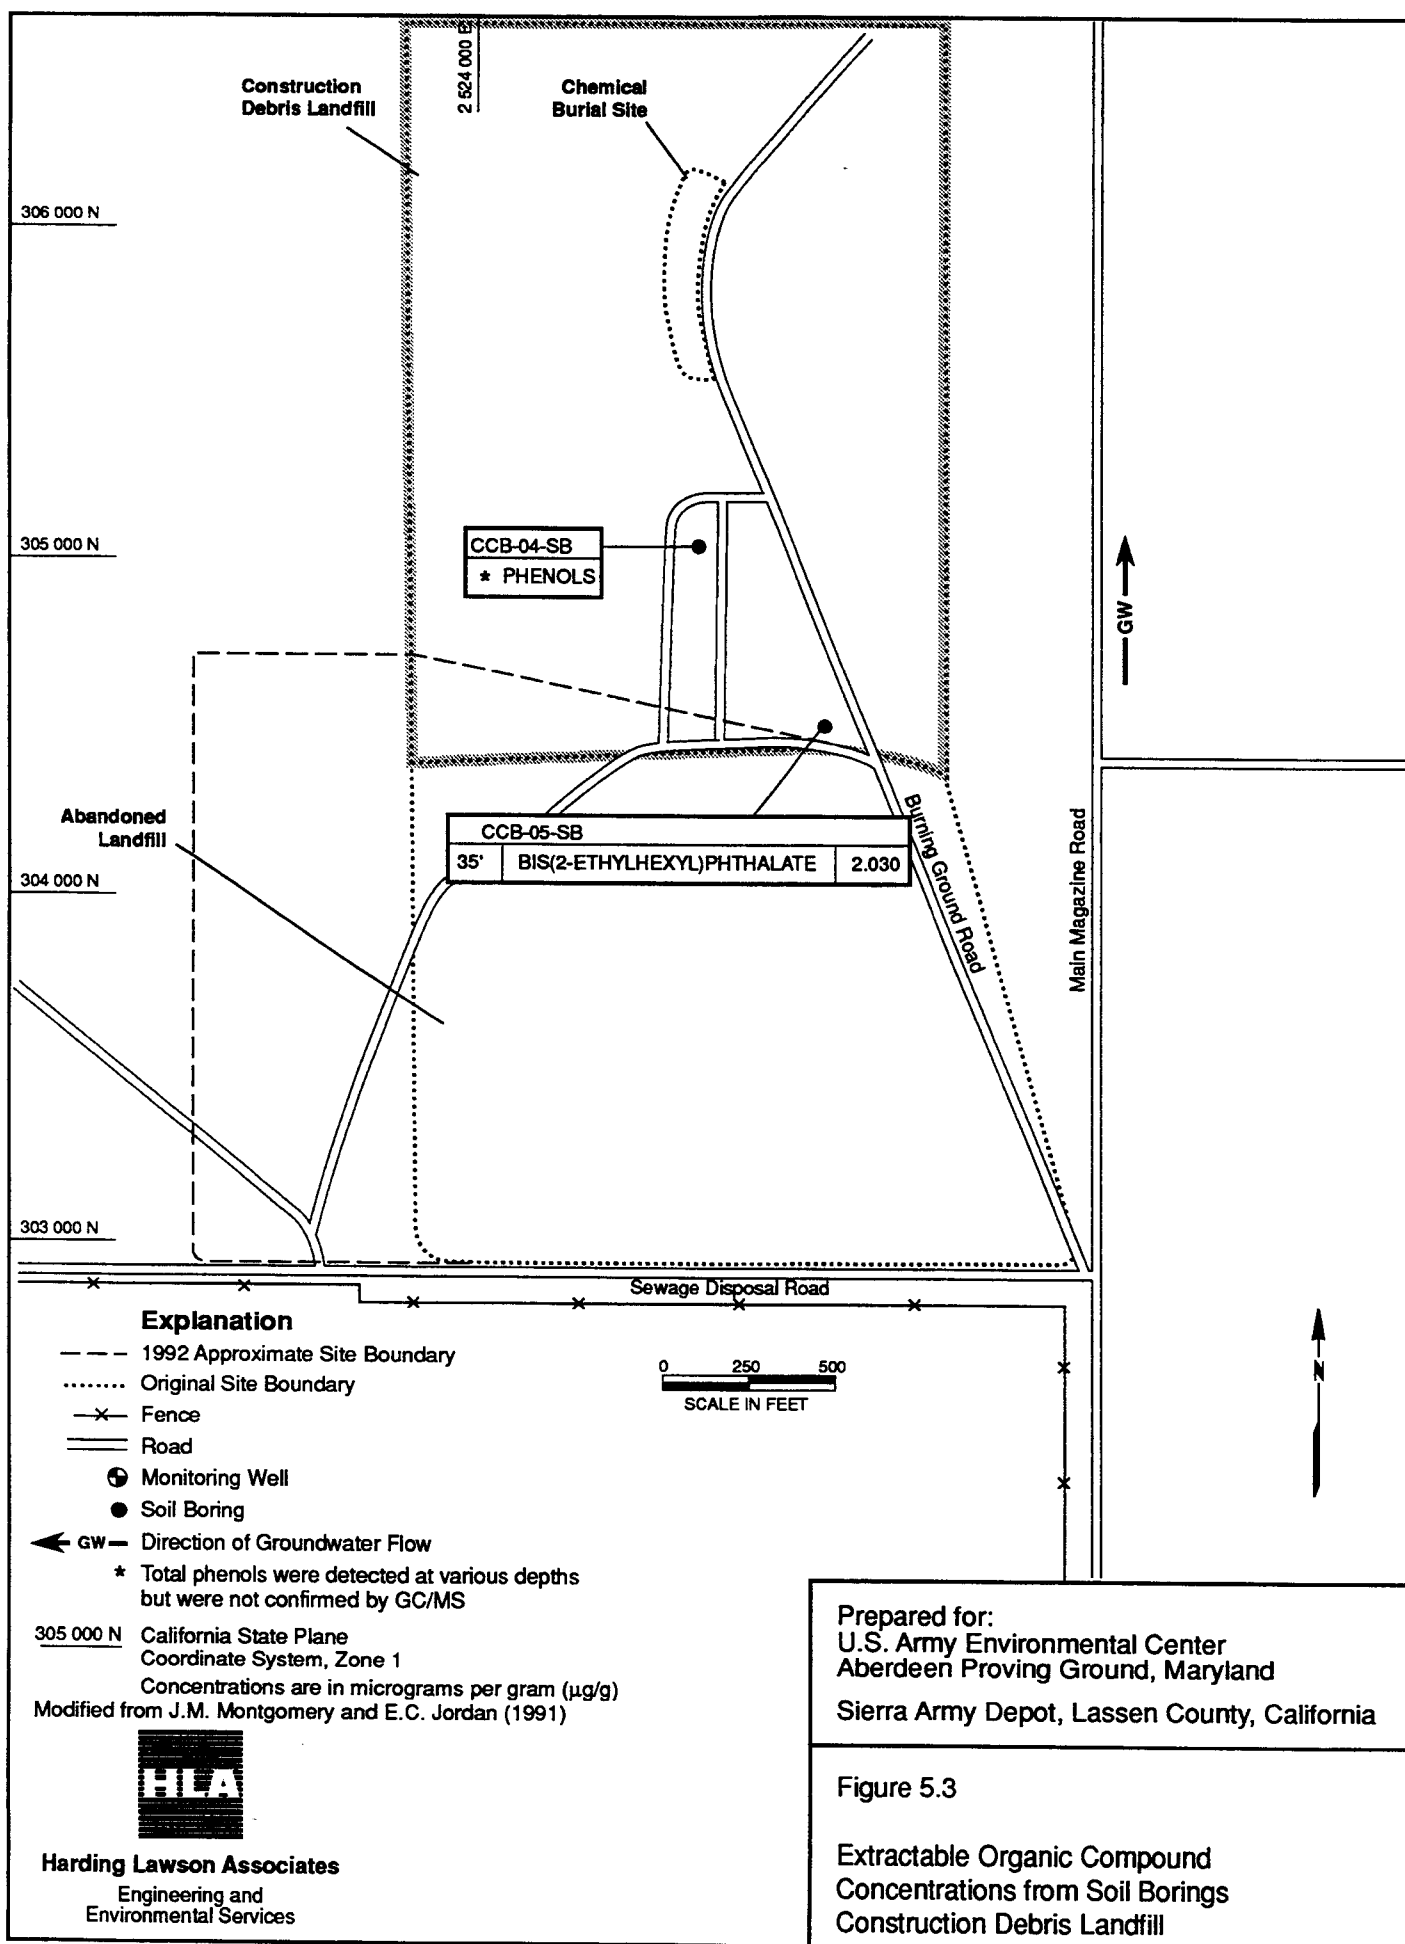 2 524 000 E
Construction
Debris Landfill
Chemical
Burial Site
306 000 N
305 000 N
CCB-04-SB
* PHENOLS
GW
Abandoned
Landfill
CCB-05-SB
35' BIS(2-ETHYLHEXYL)PHTHALATE 2.030
Burning Ground Road
Main Magazine Road
304 000 N
303 000 N
Sewage Disposal Road
Explanation
1992 Approximate Site Boundary
Original Site Boundary
Fence
Road
Monitoring Well
Soil Boring
GW Direction of Groundwater Flow
* Total phenols were detected at various depths
but were not confirmed by GC/MS
305 000 N California State Plane
Coordinate System, Zone 1
Concentrations are in micrograms per gram (µg/g)
Modified from J.M. Montgomery and E.C. Jordan (1991)
0 250 500
SCALE IN FEET
N
HLA
Harding Lawson Associates
Engineering and
Environmental Services
Prepared for:
U.S. Army Environmental Center
Aberdeen Proving Ground, Maryland
Sierra Army Depot, Lassen County, California
Figure 5.3
Extractable Organic Compound
Concentrations from Soil Borings
Construction Debris Landfill